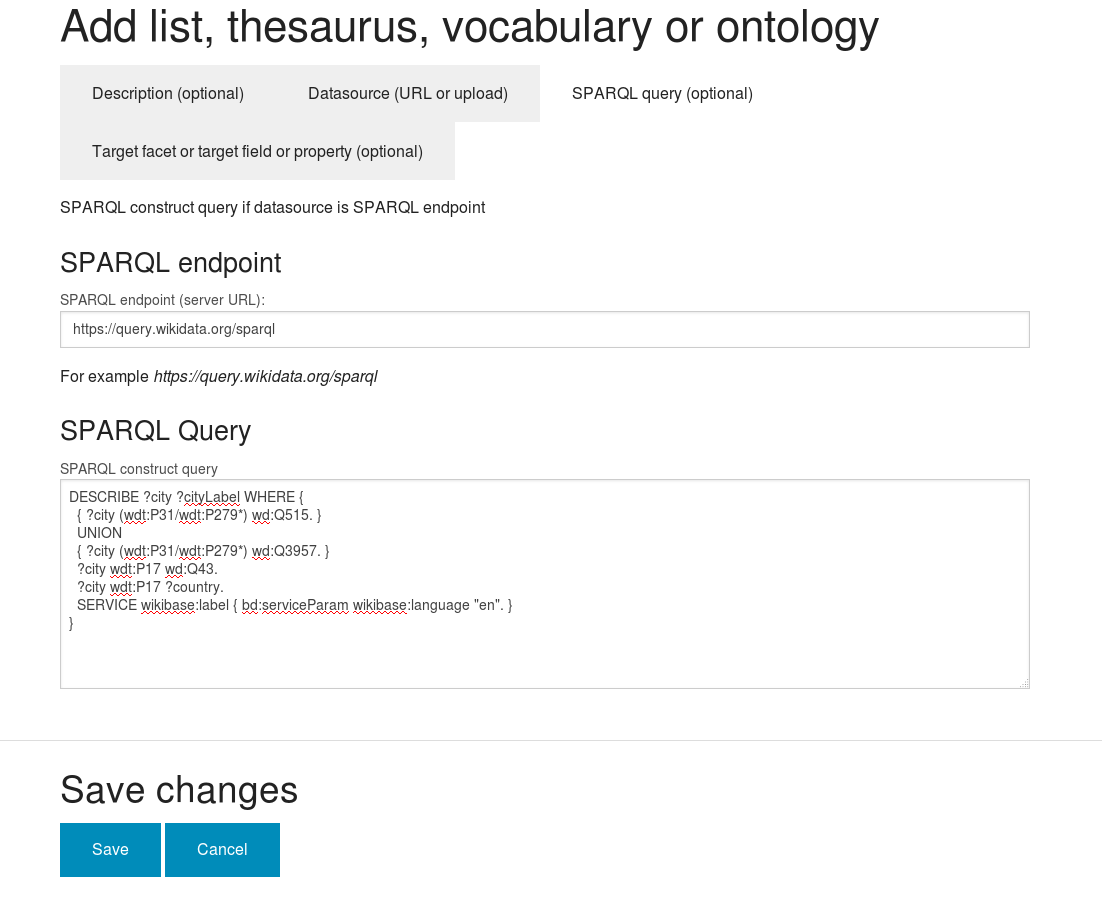 Add list, thesaurus, vocabulary or ontology
Description (optional)
Datasource (URL or upload)
SPARQL query (optional)
Target facet or target field or property (optional)
SPARQL construct query if datasource is SPARQL endpoint
SPARQL endpoint
SPARQL endpoint (server URL):
https://query.wikidata.org/sparql
For example https://query.wikidata.org/sparql
SPARQL Query
SPARQL construct query
DESCRIBE ?city ?cityLabel WHERE {
{ ?city (wdt:P31/wdt:P279*) wd:Q515. }
UNION
{ ?city (wdt:P31/wdt:P279*) wd:Q3957. }
?city wdt:P17 wd:Q43.
?city wdt:P17 ?country.
SERVICE wikibase:label { bd:serviceParam wikibase:language "en". }
}
Save changes
Save
Cancel